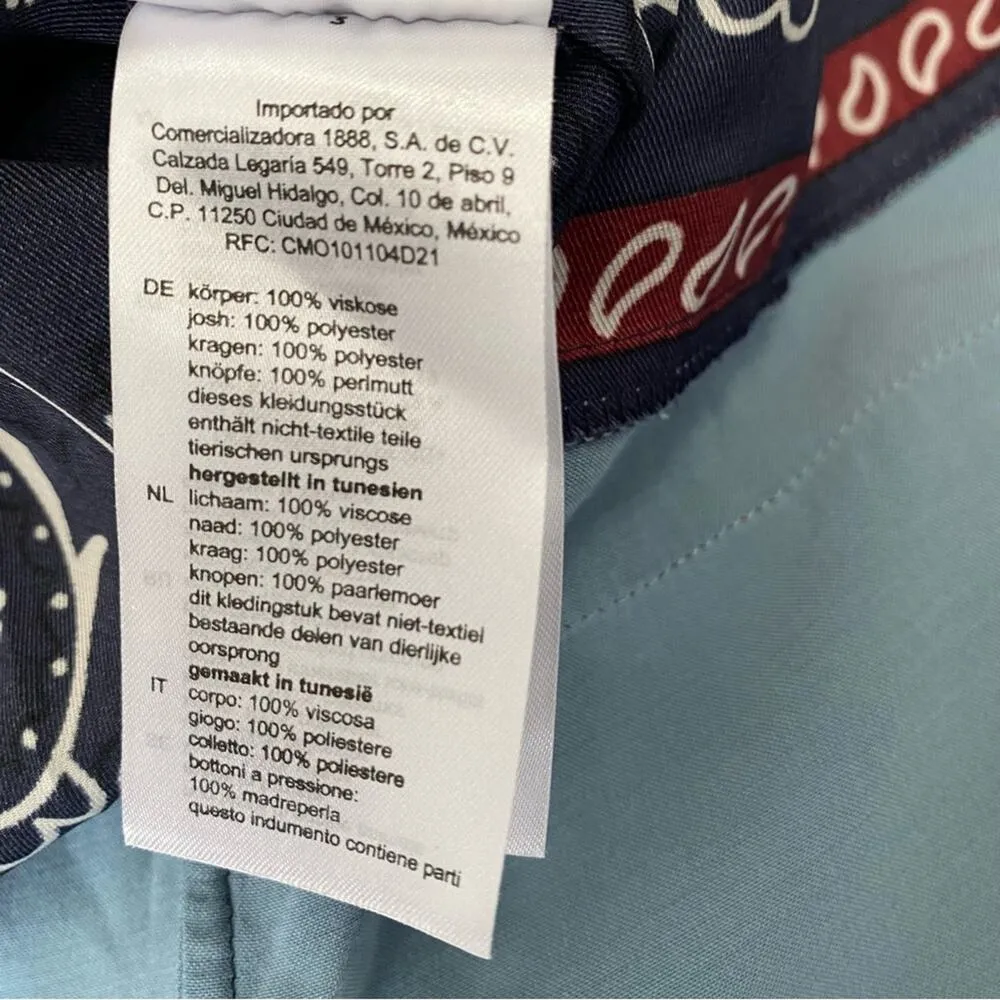 Importado por
Comercializadora 1888, S.A. de C.V.
Calzada Legaria 549, Torre 2, Piso 9
Del. Miguel Hidalgo, Col. 10 de abril,
C.P. 11250 Ciudad de México, México
RFC: CMO101104D21
DE körper: 100% viskose
josh: 100% polyester
kragen: 100% polyester
knöpfe: 100% perlmutt
dieses kleidungsstück
enthält nicht-textile teile
tierischen ursprungs
hergestellt in tunesien
NL lichaam: 100% viscose
naad: 100% polyester
kraag: 100% polyester
knopen: 100% paarlemoer
dit kledingstuk bevat niet-textiel
bestaande delen van dierlijke
oorsprong
gemaakt in tunesië
IT corpo: 100% viscosa
giogo: 100% poliestere
colletto: 100% poliestere
bottoni a pressione:
100% madreperla
questo indumento contiene parti